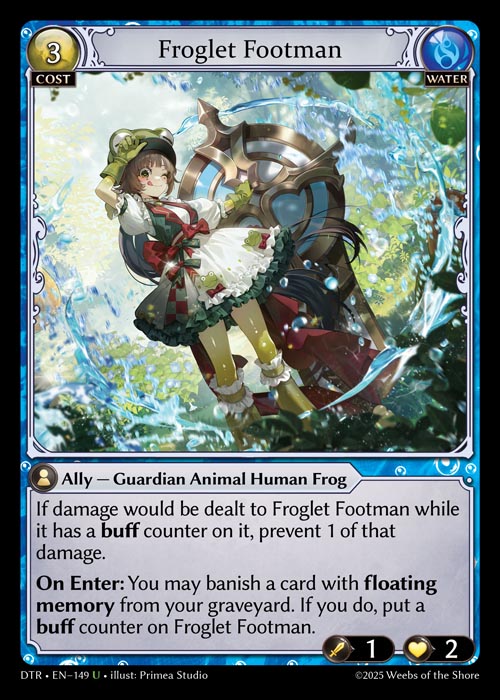 3
COST
Froglet Footman
WATER
Ally — Guardian Animal Human Frog
If damage would be dealt to Froglet Footman while
it has a buff counter on it, prevent 1 of that
damage.
On Enter: You may banish a card with floating
memory from your graveyard. If you do, put a
buff counter on Froglet Footman.
1
2
DTR • EN–149 U • illust: Primea Studio
©2025 Weebs of the Shore